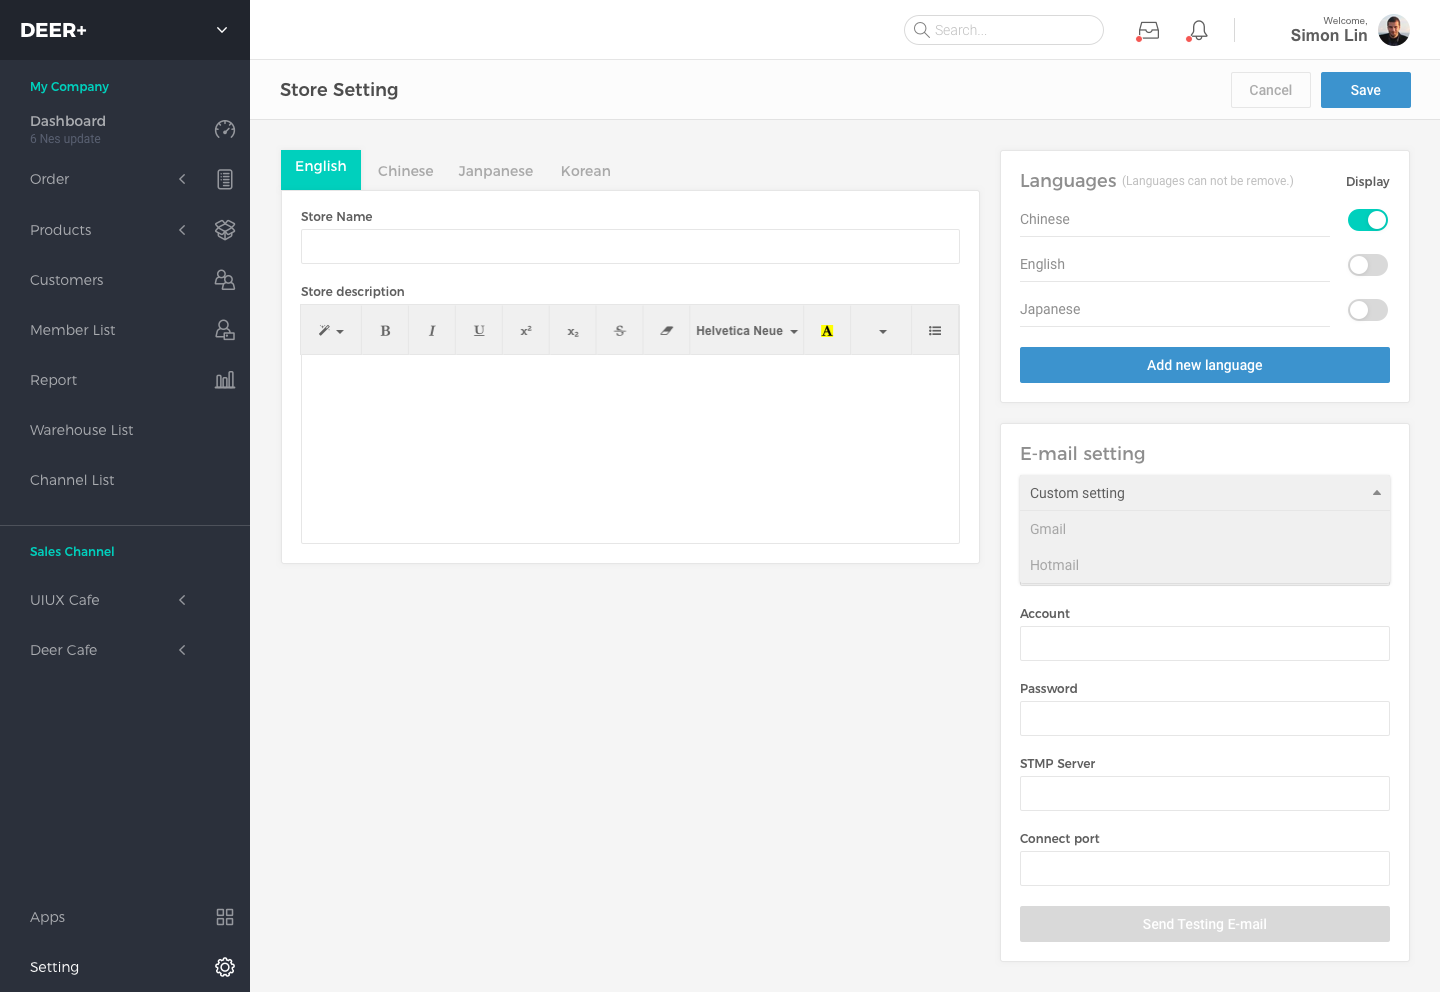 DEER+
Search...
Welcome,
Simon Lin
My Company
Dashboard
6 Nes update
Order
Products
Customers
Member List
Report
Warehouse List
Channel List
Sales Channel
UIUX Cafe
Deer Cafe
Apps
Setting
Store Setting
Cancel
Save
English
Chinese
Janpanese
Korean
Store Name
Store description
B
I
U
x²
x₂
S
Helvetica Neue
A
Languages (Languages can not be remove.)
Display
Chinese
English
Japanese
Add new language
E-mail setting
Custom setting
Gmail
Hotmail
Account
Password
STMP Server
Connect port
Send Testing E-mail